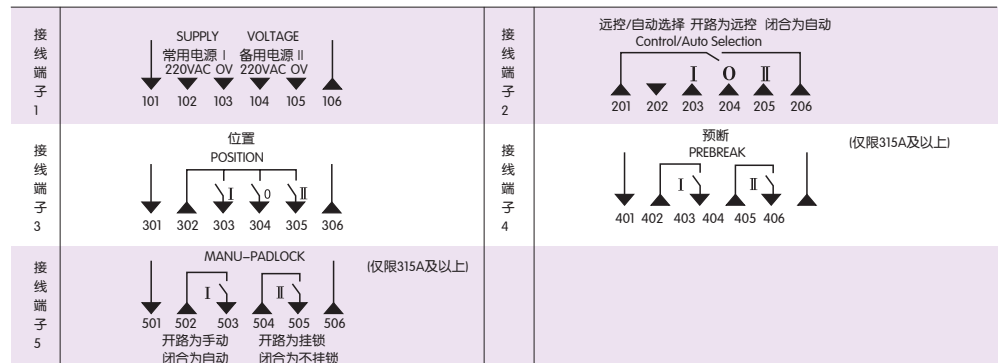 接线端子1
SUPPLY VOLTAGE
常用电源 I 备用电源 II
220VAC OV 220VAC OV
101 102 103 104 105 106
接线端子2
远控/自动选择 开路为远控 闭合为自动
Control/Auto Selection
I O II
201 202 203 204 205 206
接线端子3
位置
POSITION
I 0 II
301 302 303 304 305 306
接线端子4
预断
PREBREAK
(仅限315A及以上)
I II
401 402 403 404 405 406
接线端子5
MANU-PADLOCK
(仅限315A及以上)
I II
501 502 503 504 505 506
开路为手动 开路为挂锁
闭合为自动 闭合为不挂锁